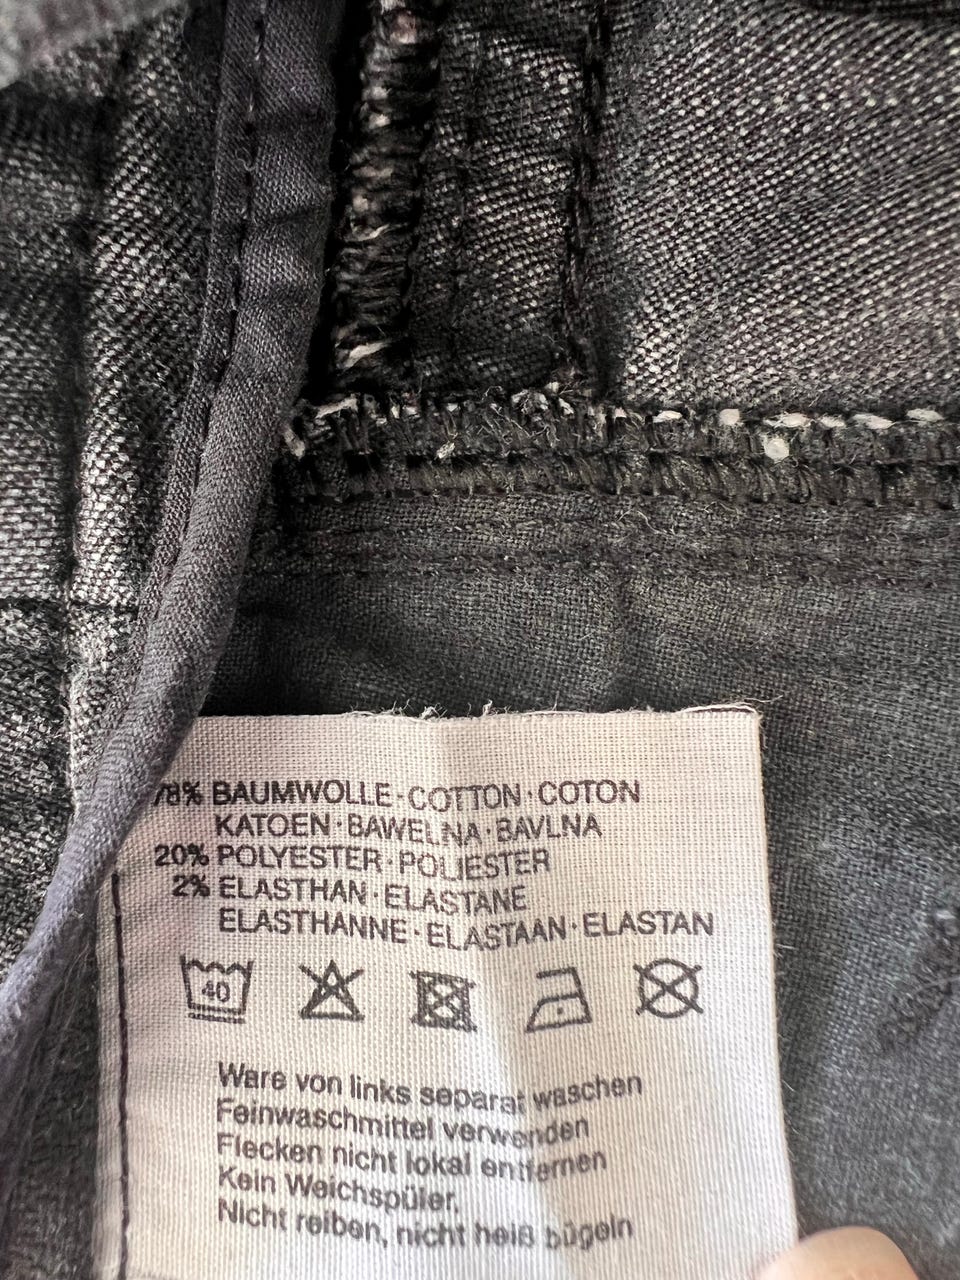 78% BAUMWOLLE·COTTON·COTON
KATOEN·BAWEŁNA·BAVLNA
20% POLYESTER·POLIESTER
2% ELASTHAN·ELASTANE
ELASTHANNE·ELASTAAN·ELASTAN
40
Ware von links separat waschen
Feinwaschmittel verwenden
Flecken nicht lokal entfernen
Kein Weichspüler.
Nicht reiben, nicht heiß bügeln